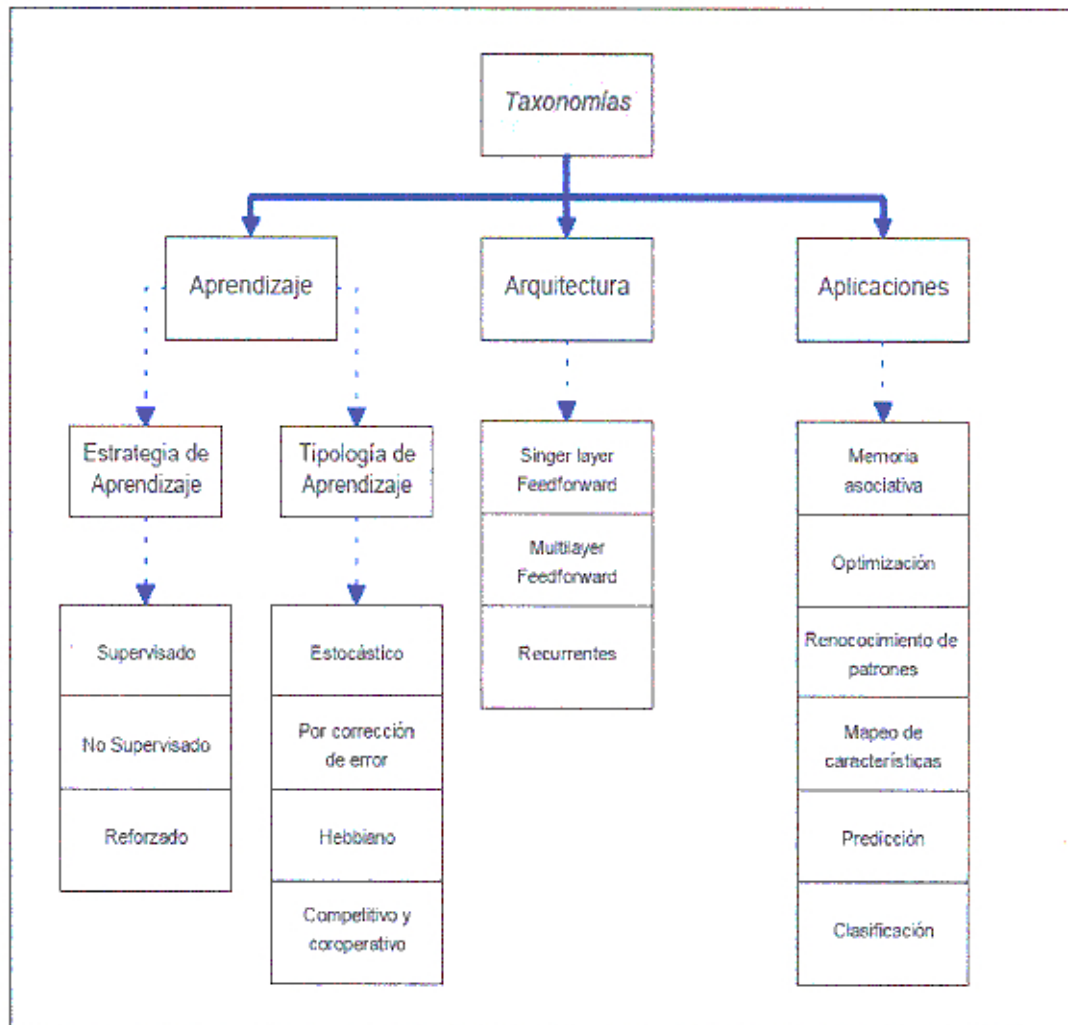 Taxonomías
Aprendizaje
Arquitectura
Aplicaciones
Estrategia de
Aprendizaje
Tipología de
Aprendizaje
Singer layer
Feedforward
Multilayer
Feedforward
Recurrentes
Memoria
asociativa
Optimización
Renococimiento de
patrones
Mapeo de
características
Predicción
Clasificación
Supervisado
No Supervisado
Reforzado
Estocástico
Por corrección
de error
Hebbiano
Competitivo y
coroperativo